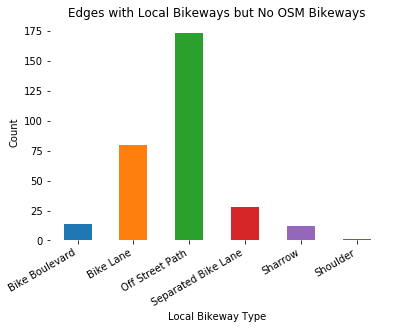 Edges with Local Bikeways but No OSM Bikeways
175
150
125
100
75
50
25
0
Count
Bike Boulevard
Bike Lane
Off Street Path
Separated Bike Lane
Sharrow
Shoulder
Local Bikeway Type